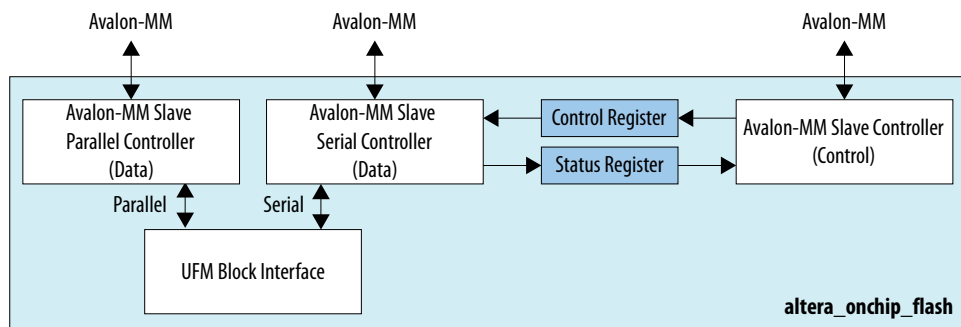 Avalon-MM
Avalon-MM
Avalon-MM
Avalon-MM Slave
Parallel Controller
(Data)
Avalon-MM Slave
Serial Controller
(Data)
Control Register
Status Register
Avalon-MM Slave Controller
(Control)
Parallel
Serial
UFM Block Interface
altera_onchip_flash